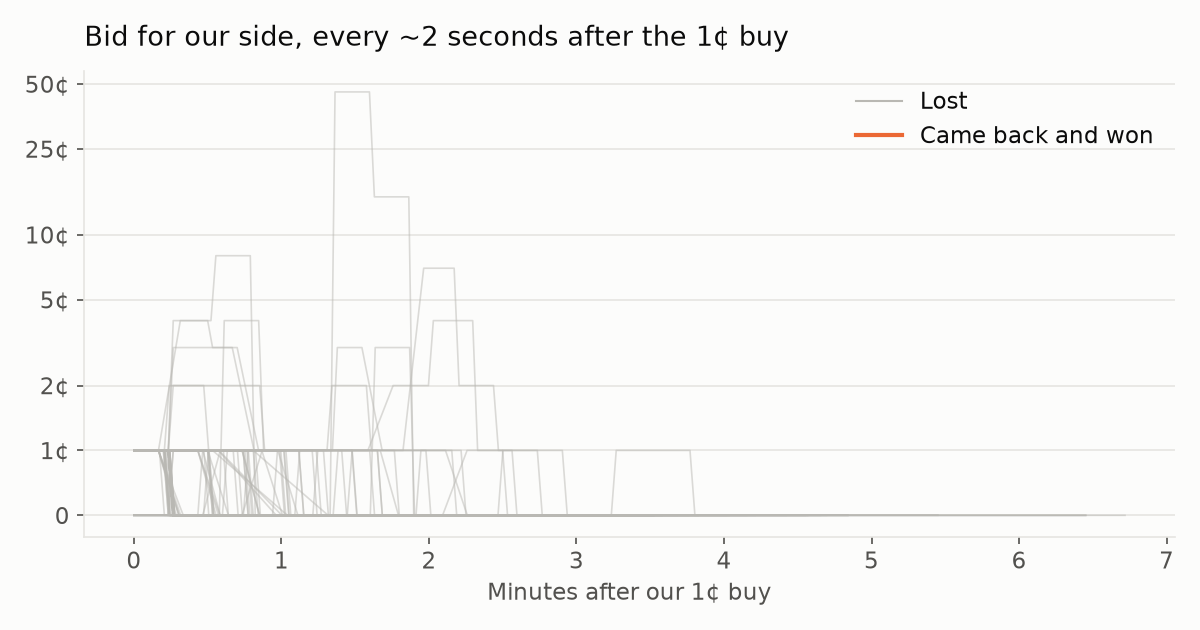 Bid for our side, every ~2 seconds after the 1¢ buy
50¢
25¢
10¢
5¢
2¢
1¢
0
Lost
Came back and won
0 1 2 3 4 5 6 7
Minutes after our 1¢ buy